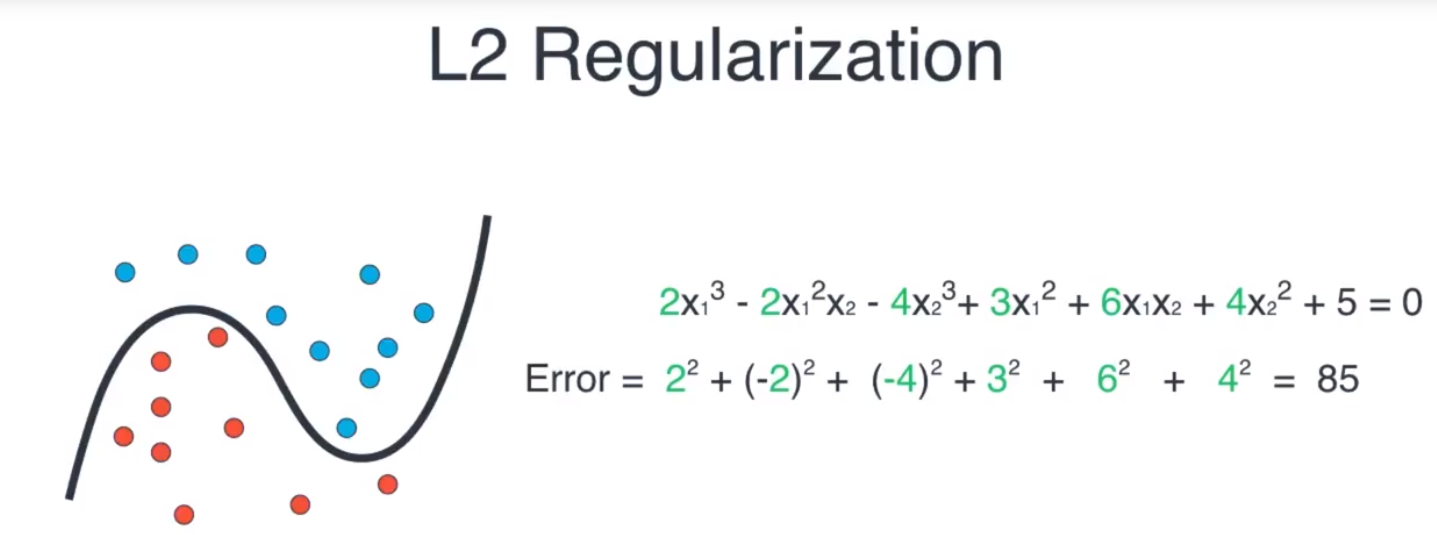 L2 Regularization
2x₁³ - 2x₁²x₂ - 4x₂³+ 3x₁² + 6x₁x₂ + 4x₂² + 5 = 0
Error = 2² + (-2)² + (-4)² + 3² + 6² + 4² = 85